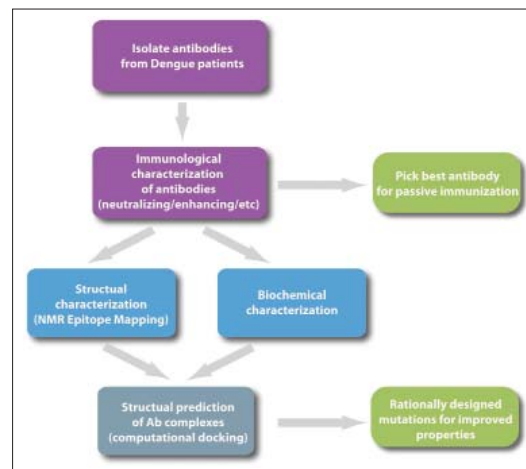 Isolate antibodies
from Dengue patients
Immunological
characterization
of antibodies
(neutralizing/enhancing/etc)
Pick best antibody
for passive immunization
Structual
characterization
(NMR Epitope Mapping)
Biochemical
characterization
Structual prediction
of Ab complexes
(computational docking)
Rationally designed
mutations for improved
properties